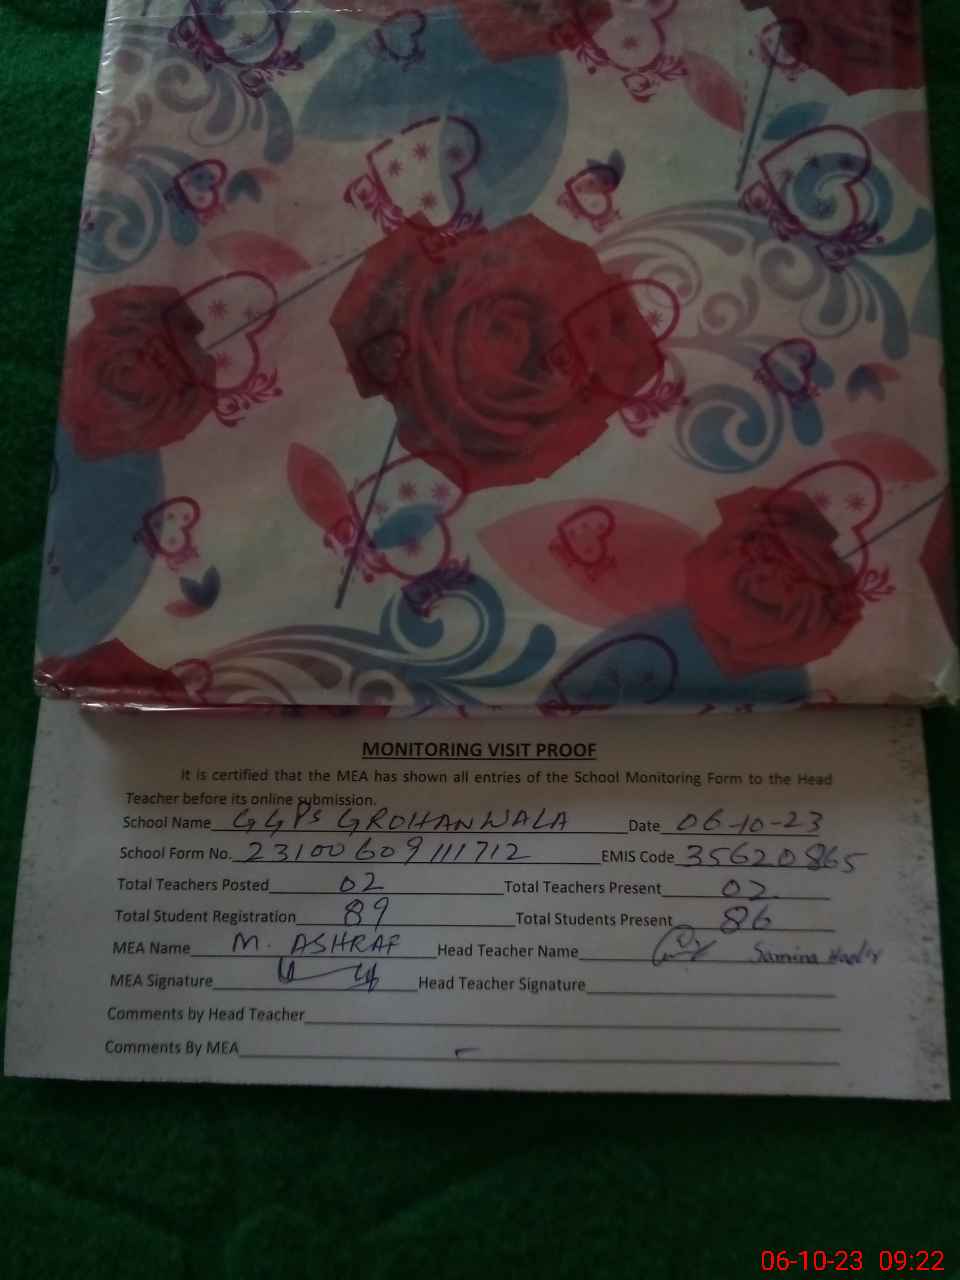 MONITORING VISIT PROOF
It is certified that the MEA has shown all entries of the School Monitoring Form to the Head
Teacher before its online submission.
School Name GGPS GROHANWALA Date 06-10-23
School Form No. 23100609111712 EMIS Code 35620865
Total Teachers Posted 02 Total Teachers Present 02
Total Student Registration 89 Total Students Present 86
MEA Name M. ASHRAF Head Teacher Name Samina
MEA Signature Head Teacher Signature
Comments by Head Teacher
Comments By MEA
06-10-23 09:22